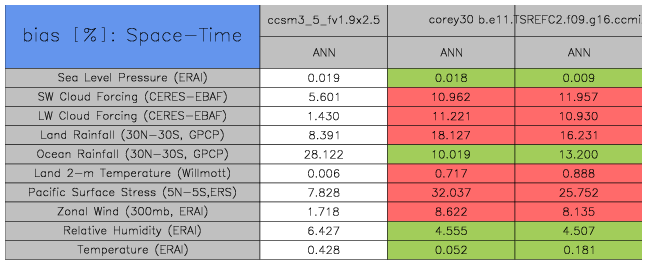 ccsm3_5_fv1.9x2.5 corey30 b.e11.TSREFC2.f09.g16.ccmi
bias [%]: Space-Time
ANN ANN ANN
Sea Level Pressure (ERAI) 0.019 0.018 0.009
SW Cloud Forcing (CERES-EBAF) 5.601 10.962 11.957
LW Cloud Forcing (CERES-EBAF) 1.430 11.221 10.930
Land Rainfall (30N-30S, GPCP) 8.391 18.127 16.231
Ocean Rainfall (30N-30S, GPCP) 28.122 10.019 13.200
Land 2-m Temperature (Willmott) 0.006 0.717 0.888
Pacific Surface Stress (5N-5S,ERS) 7.828 32.037 25.752
Zonal Wind (300mb, ERAI) 1.718 8.622 8.135
Relative Humidity (ERAI) 6.427 4.555 4.507
Temperature (ERAI) 0.428 0.052 0.181